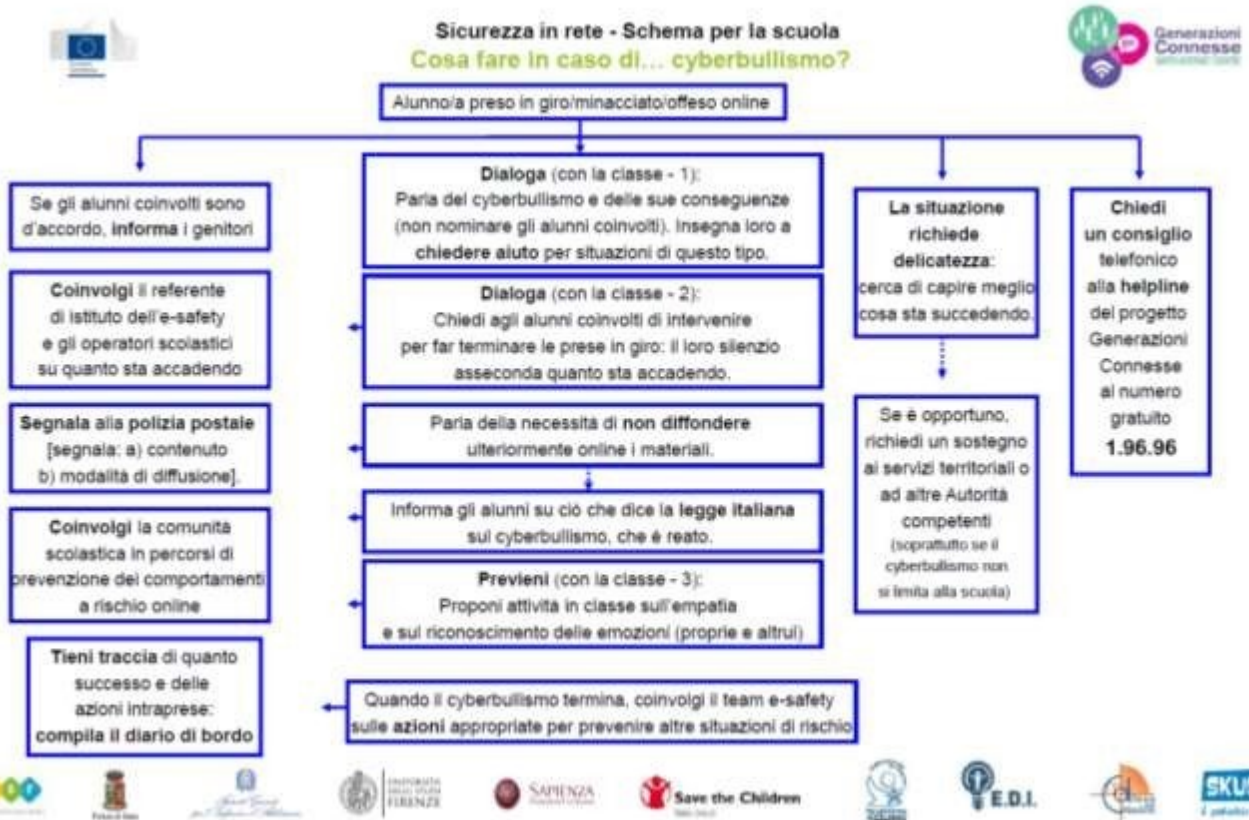 Sicurezza in rete - Schema per la scuola
Cosa fare in caso di... cyberbullismo?
Generazioni
Connesse
Alunno/a preso in giro/minacciato/offeso online
Se gli alunni coinvolti sono
d'accordo, informa i genitori
Coinvolgi il referente
di istituto dell'e-safety
e gli operatori scolastici
su quanto sta accadendo
Segnala alla polizia postale
[segnala: a) contenuto
b) modalità di diffusione].
Coinvolgi la comunità
scolastica in percorsi di
prevenzione dei comportamenti
a rischio online
Tieni traccia di quanto
successo e delle
azioni intraprese:
compila il diario di bordo
Dialoga (con la classe - 1):
Parla del cyberbullismo e delle sue conseguenze
(non nominare gli alunni coinvolti). Insegna loro a
chiedere aiuto per situazioni di questo tipo.
Dialoga (con la classe - 2):
Chiedi agli alunni coinvolti di intervenire
per far terminare le prese in giro: il loro silenzio
asseconda quanto sta accadendo.
Parla della necessità di non diffondere
ulteriormente online i materiali.
Informa gli alunni su ciò che dice la legge italiana
sul cyberbullismo, che è reato.
Previeni (con la classe - 3):
Proponi attività in classe sull'empatia
e sul riconoscimento delle emozioni (proprie e altrui)
Quando il cyberbullismo termina, coinvolgi il team e-safety
sulle azioni appropriate per prevenire altre situazioni di rischio
La situazione
richiede
delicatezza:
cerca di capire meglio
cosa sta succedendo.
Se è opportuno,
richiedi un sostegno
ai servizi territoriali o
ad altre Autorità
competenti
(soprattutto se il
cyberbullismo non
si limita alla scuola)
Chiedi
un consiglio
telefonico
alla helpline
del progetto
Generazioni
Connesse
al numero
gratuito
1.96.96
UNIVERSITÀ
DEGLI STUDI
FIRENZE
SAPIENZA
Save the Children
E.D.I.